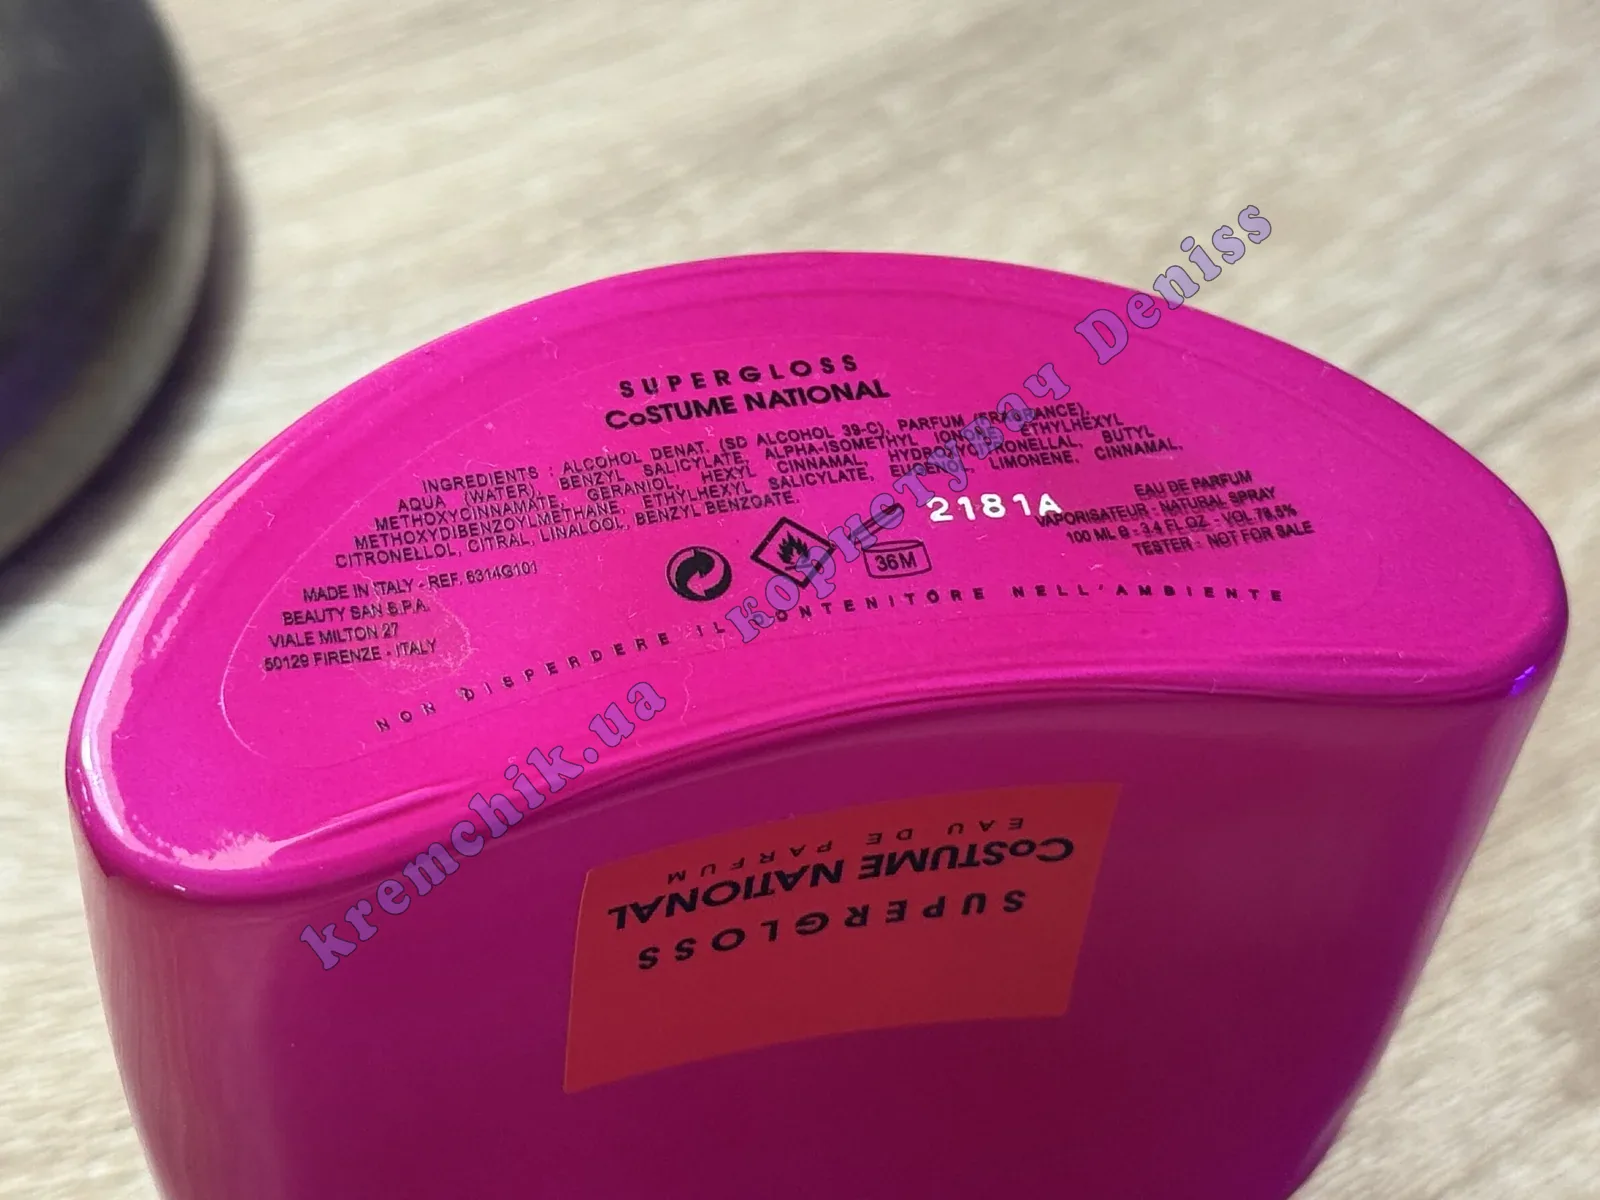 SUPERGLOSS
CoSTUME NATIONAL
INGREDIENTS : ALCOHOL DENAT. (SD ALCOHOL 39-C), PARFUM (FRAGRANCE),
AQUA (WATER), BENZYL SALICYLATE, ALPHA-ISOMETHYL IONONE, ETHYLHEXYL
METHOXYCINNAMATE, GERANIOL, HEXYL CINNAMAL, HYDROXYCITRONELLAL, BUTYL
METHOXYDIBENZOYLMETHANE, ETHYLHEXYL SALICYLATE, EUGENOL, LIMONENE, CINNAMAL,
CITRONELLOL, CITRAL, LINALOOL, BENZYL BENZOATE.
2181A
EAU DE PARFUM
VAPORISATEUR - NATURAL SPRAY
100 ML e - 3.4 FL.OZ - VOL.78,5%
TESTER - NOT FOR SALE
36M
MADE IN ITALY - REF. 6314G101
BEAUTY SAN S.P.A.
VIALE MILTON 27
50129 FIRENZE - ITALY
NON DISPERDERE IL CONTENITORE NELL'AMBIENTE
SUPERGLOSS
CoSTUME NATIONAL
EAU DE PARFUM
kremchik.ua користувач Deniss